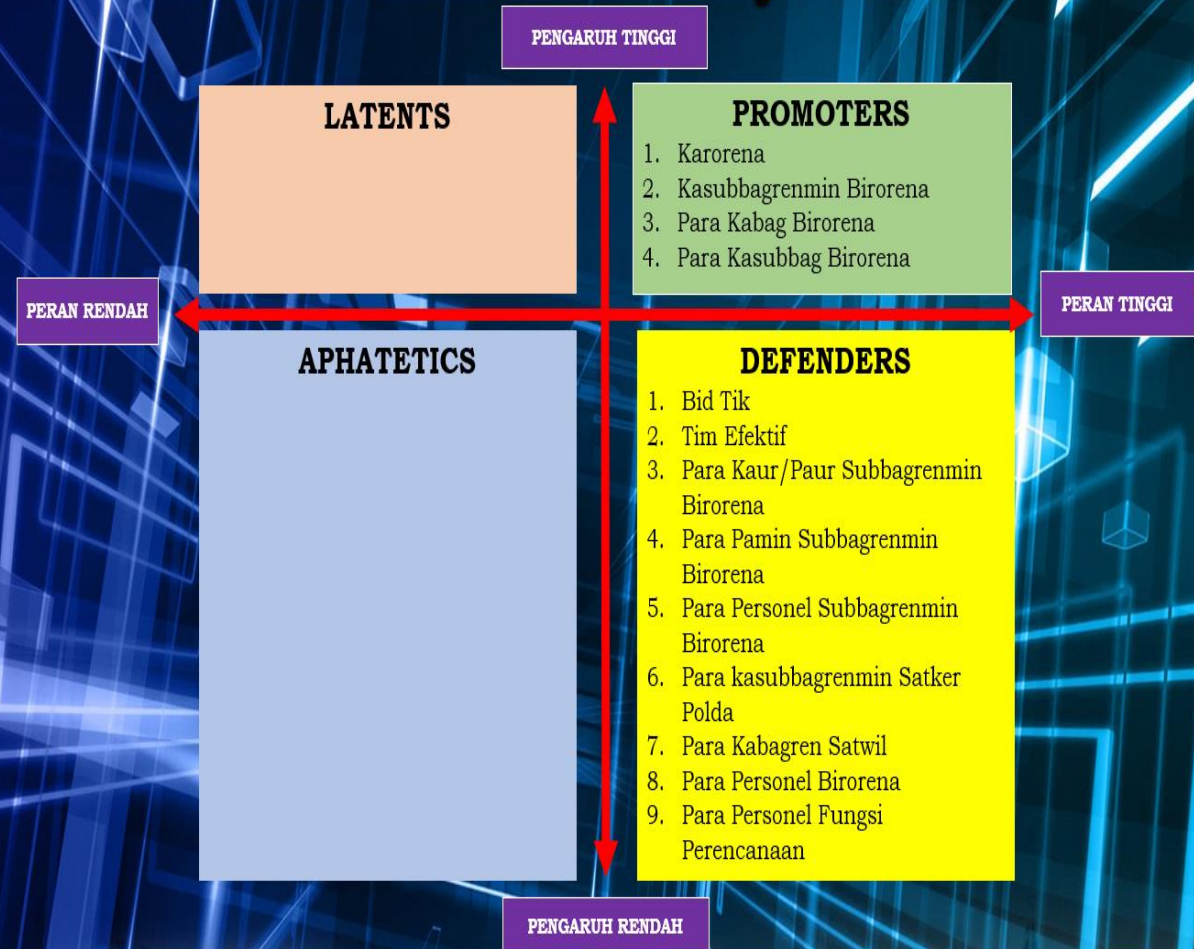 PENGARUH TINGGI
LATENTS
PROMOTERS
1. Karorena
2. Kasubbagrenmin Birorena
3. Para Kabag Birorena
4. Para Kasubbag Birorena
PERAN RENDAH
PERAN TINGGI
APHATETICS
DEFENDERS
1. Bid Tik
2. Tim Efektif
3. Para Kaur/Paur Subbagrenmin
Birorena
4. Para Pamin Subbagrenmin
Birorena
5. Para Personel Subbagrenmin
Birorena
6. Para kasubbagrenmin Satker
Polda
7. Para Kabagren Satwil
8. Para Personel Birorena
9. Para Personel Fungsi
Perencanaan
PENGARUH RENDAH